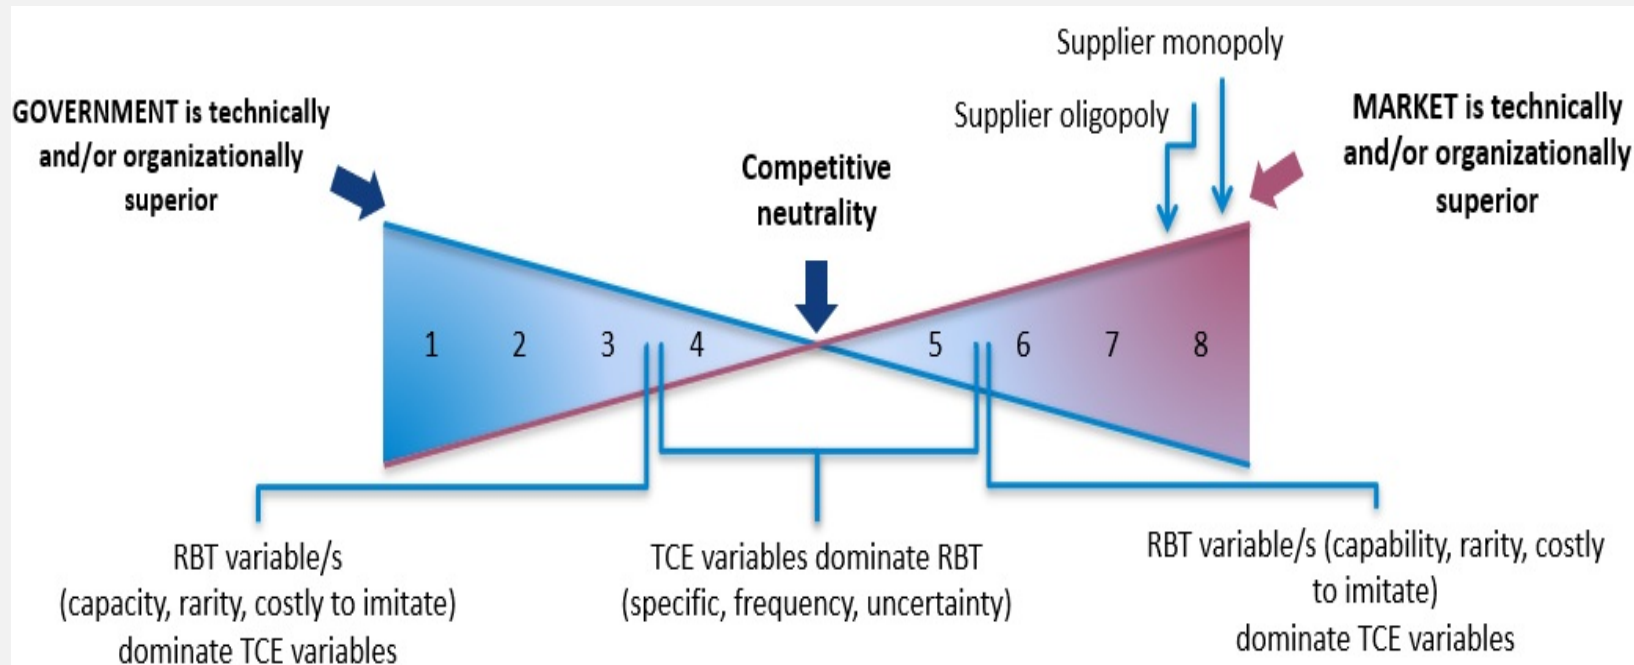 Supplier monopoly
GOVERNMENT is technically
and/or organizationally
superior
Supplier oligopoly
MARKET is technically
and/or organizationally
superior
Competitive
neutrality
1 2 3 4 5 6 7 8
RBT variable/s
(capacity, rarity, costly to imitate)
dominate TCE variables
TCE variables dominate RBT
(specific, frequency, uncertainty)
RBT variable/s (capability, rarity, costly
to imitate)
dominate TCE variables